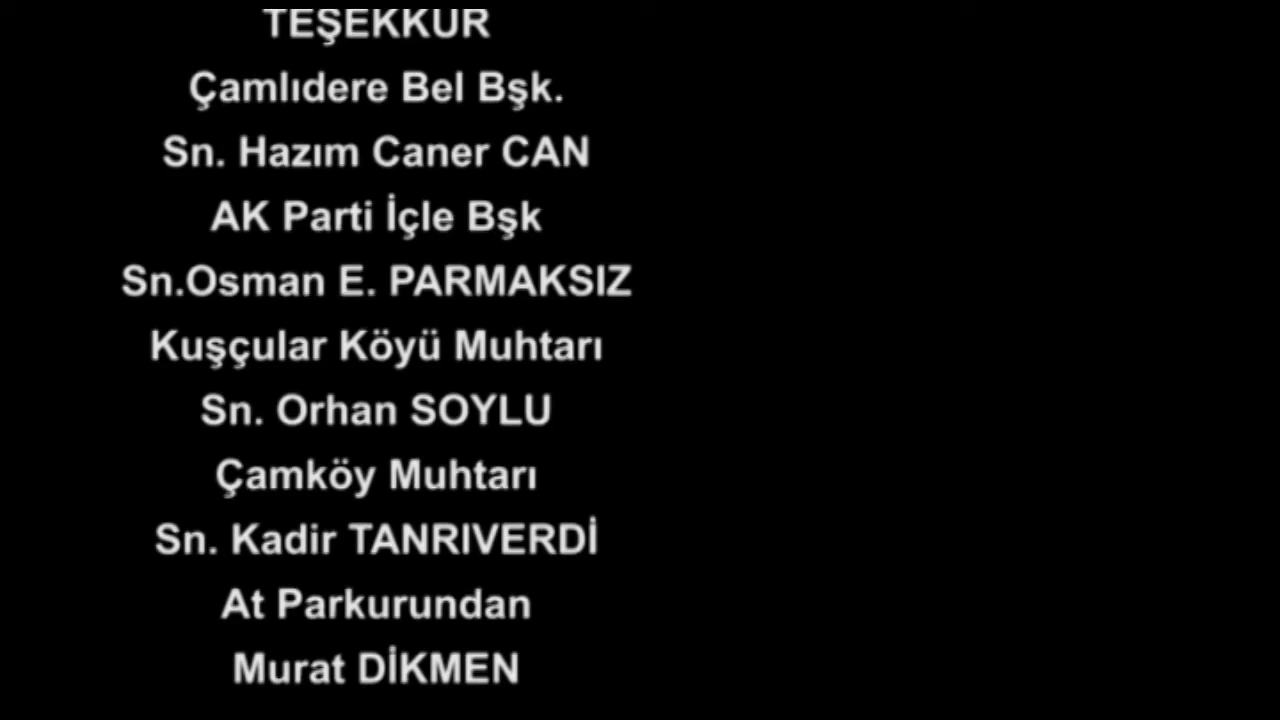 TEŞEKKÜR
Çamlıdere Bel Bşk.
Sn. Hazım Caner CAN
AK Parti İçle Bşk
Sn.Osman E. PARMAKSIZ
Kuşçular Köyü Muhtarı
Sn. Orhan SOYLU
Çamköy Muhtarı
Sn. Kadir TANRIVERDİ
At Parkurundan
Murat DİKMEN